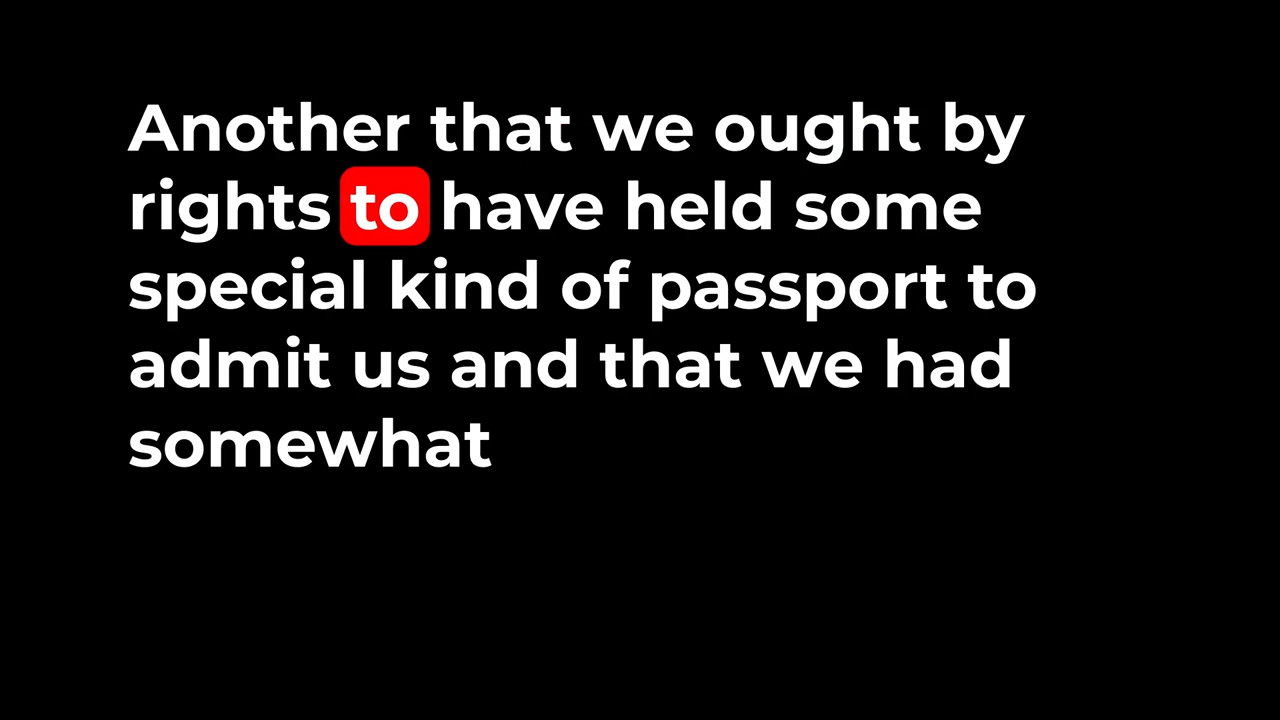 Another that we ought by
rights to have held some
special kind of passport to
admit us and that we had
somewhat